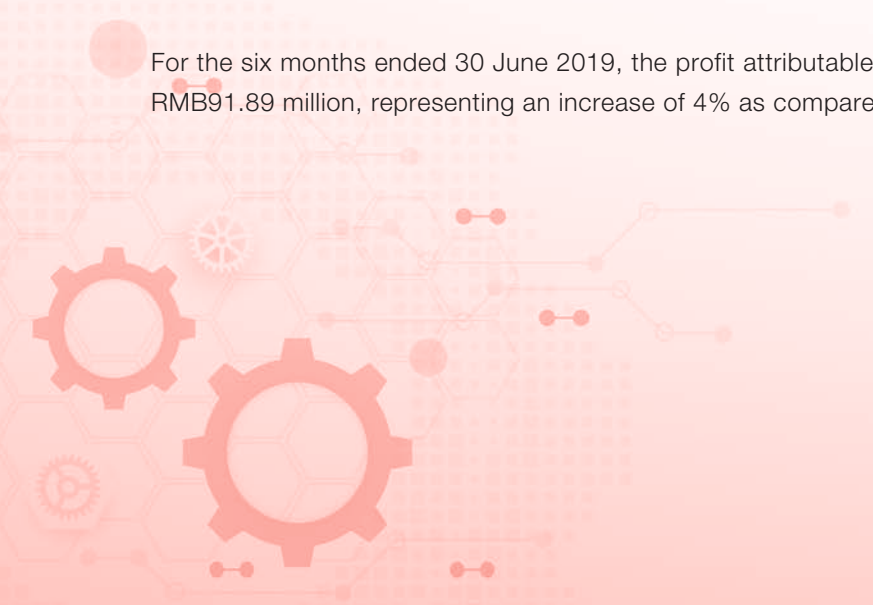 For the six months ended 30 June 2019, the profit attributable
RMB91.89 million, representing an increase of 4% as compare